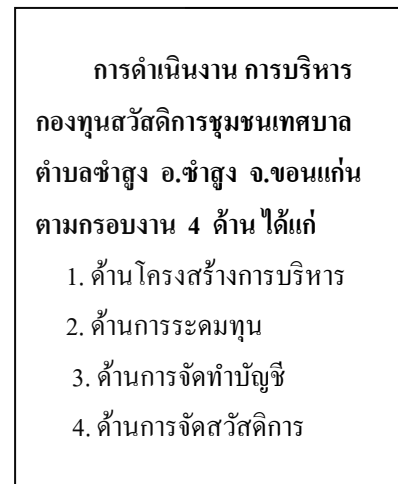 การดำเนินงาน การบริหาร
กองทุนสวัสดิการชุมชนเทศบาล
ตำบลซำสูง อ.ซำสูง จ.ขอนแก่น
ตามกรอบงาน 4 ด้าน ได้แก่
1. ด้านโครงสร้างการบริหาร
2. ด้านการระดมทุน
3. ด้านการจัดทำบัญชี
4. ด้านการจัดสวัสดิการ